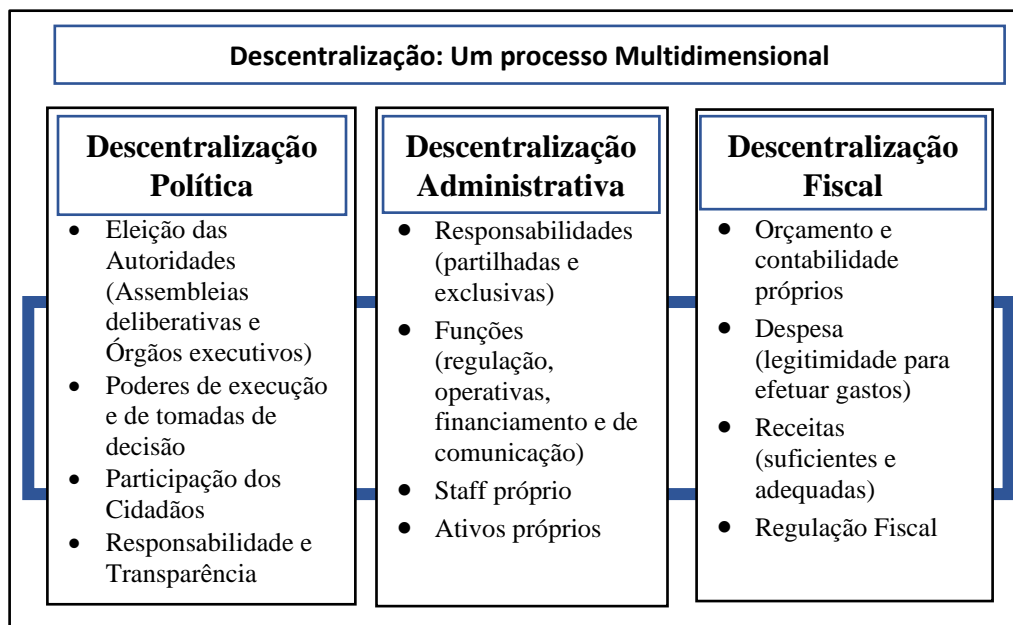 Descentralização: Um processo Multidimensional
Descentralização
Política
• Eleição das
Autoridades
(Assembleias
deliberativas e
Órgãos executivos)
• Poderes de execução
e de tomadas de
decisão
• Participação dos
Cidadãos
• Responsabilidade e
Transparência
Descentralização
Administrativa
• Responsabilidades
(partilhadas e
exclusivas)
• Funções
(regulação,
operativas,
financiamento e de
comunicação)
• Staff próprio
• Ativos próprios
Descentralização
Fiscal
• Orçamento e
contabilidade
próprios
• Despesa
(legitimidade para
efetuar gastos)
• Receitas
(suficientes e
adequadas)
• Regulação Fiscal